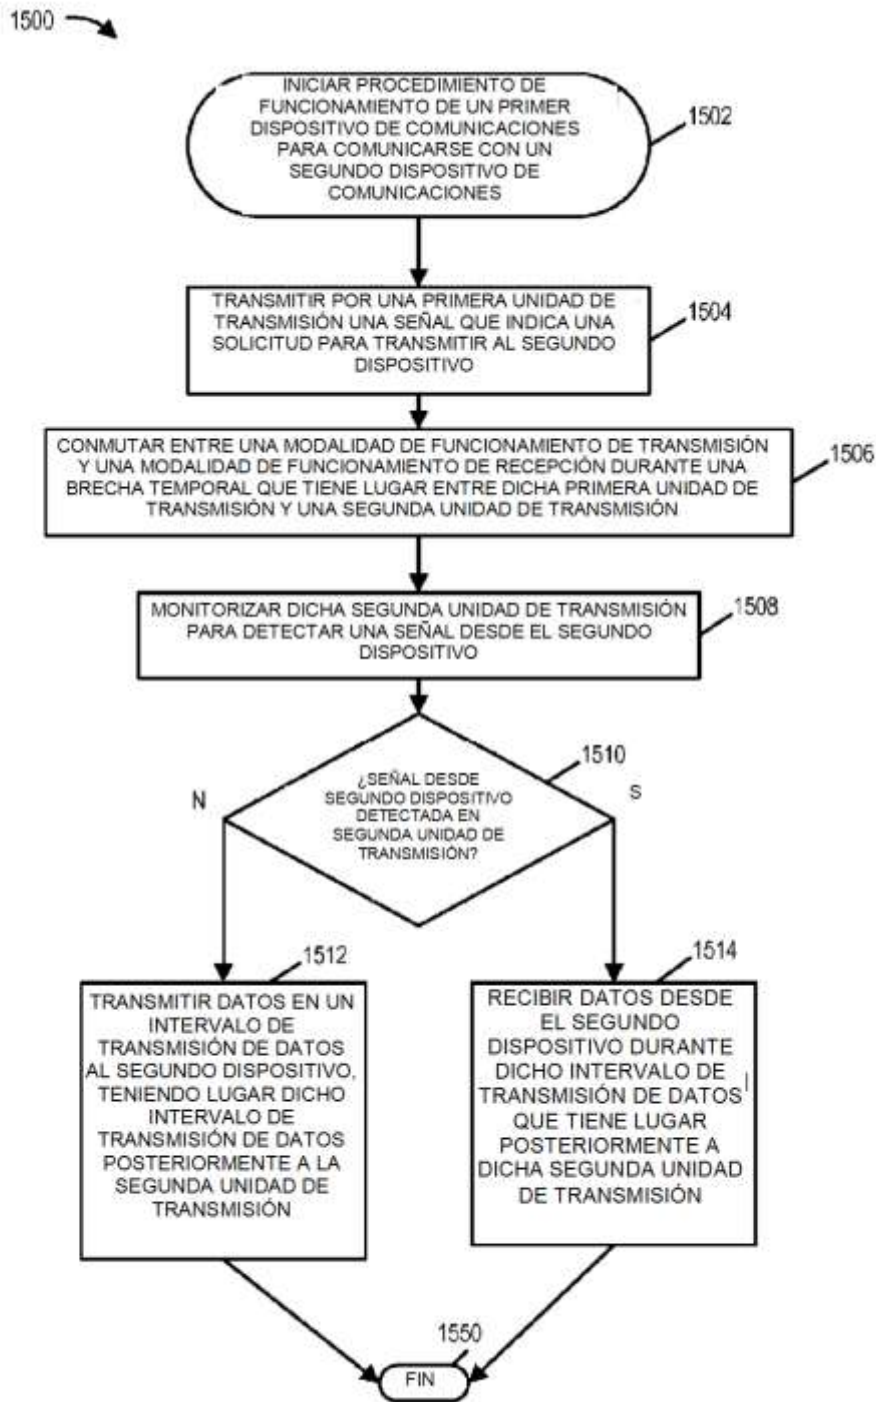 1500
INICIAR PROCEDIMIENTO DE
FUNCIONAMIENTO DE UN PRIMER
DISPOSITIVO DE COMUNICACIONES
PARA COMUNICARSE CON UN
SEGUNDO DISPOSITIVO DE
COMUNICACIONES
1502
TRANSMITIR POR UNA PRIMERA UNIDAD DE
TRANSMISIÓN UNA SEÑAL QUE INDICA UNA
SOLICITUD PARA TRANSMITIR AL SEGUNDO
DISPOSITIVO
1504
CONMUTAR ENTRE UNA MODALIDAD DE FUNCIONAMIENTO DE TRANSMISIÓN
Y UNA MODALIDAD DE FUNCIONAMIENTO DE RECEPCIÓN DURANTE UNA
BRECHA TEMPORAL QUE TIENE LUGAR ENTRE DICHA PRIMERA UNIDAD DE
TRANSMISIÓN Y UNA SEGUNDA UNIDAD DE TRANSMISIÓN
1506
MONITORIZAR DICHA SEGUNDA UNIDAD DE TRANSMISIÓN
PARA DETECTAR UNA SEÑAL DESDE EL SEGUNDO
DISPOSITIVO
1508
¿SEÑAL DESDE
SEGUNDO DISPOSITIVO
DETECTADA EN
SEGUNDA UNIDAD DE
TRANSMISIÓN?
1510
N
S
1512
TRANSMITIR DATOS EN UN
INTERVALO DE
TRANSMISIÓN DE DATOS
AL SEGUNDO DISPOSITIVO,
TENIENDO LUGAR DICHO
INTERVALO DE
TRANSMISIÓN DE DATOS
POSTERIORMENTE A LA
SEGUNDA UNIDAD DE
TRANSMISIÓN
1514
RECIBIR DATOS DESDE
EL SEGUNDO
DISPOSITIVO DURANTE
DICHO INTERVALO DE
TRANSMISIÓN DE DATOS
QUE TIENE LUGAR
POSTERIORMENTE A
DICHA SEGUNDA UNIDAD
DE TRANSMISIÓN
1550
FIN